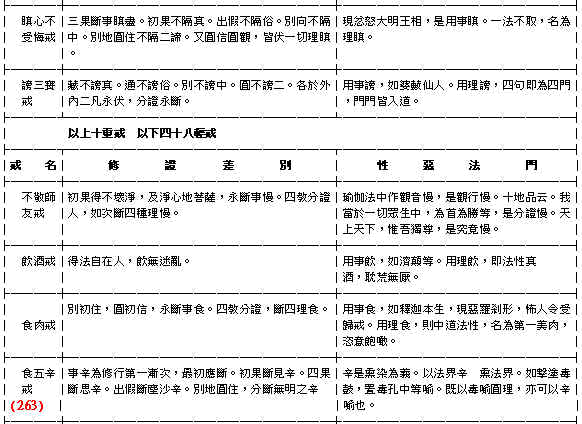 瞋心不受悔戒
三果斷事瞋盡。初果不隔真。出假不隔俗。別向不隔
中。別地圓住不隔二諦。又圓信圓觀，皆伏一切理瞋
。
現忿怒大明王相，是用事瞋。一法不取，名為
理瞋。
謗三寶戒
藏不謗真。通不謗俗。別不謗中。圓不謗二。各於外
內二凡永伏，分證永斷。
用事謗，如婆藪仙人。用理謗，四句即為四門
，門門皆入道。
以上十重戒　以下四十八輕戒
戒　名　修　證　差　別　性　惡　法　門
不敬師友戒
初果得不壞淨，及淨心地菩薩，永斷事慢。四教分證
人，如次斷四種理慢。
瑜伽法中作觀音慢，是觀行慢。十地品云。我
當於一切眾生中，為首為勝等，是分證慢。天
上天下，惟吾獨尊，是究竟慢。
飲酒戒
得法自在人，飲無迷亂。
用事飲，如濟顛等。用理飲，即法性真
酒，耽荒無厭。
食肉戒
別初住，圓初信，永斷事食。四教分證，斷四理食。
用事食，如釋迦本生，現惡羅剎形，怖人令受
歸戒。用理食，則中道法性，名為第一美肉，
恣意飽噉。
食五辛戒
(263)
事辛為修行第一漸次，最初應斷。初果斷見辛。四果
斷思辛。出假斷塵沙辛。別地圓住，分斷無明之辛
辛是熏染為義。以法界辛　熏法界。如擊塗毒
鼓，置毒孔中等喻。既以毒喻圓理，亦可以辛
喻也。